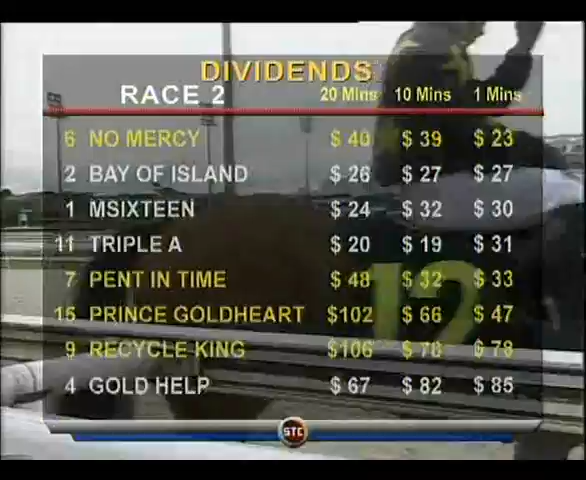 DIVIDENDS
RACE 2 20 Mins 10 Mins 1 Mins
6 NO MERCY $ 40 $ 39 $ 23
2 BAY OF ISLAND $ 26 $ 27 $ 27
1 MSIXTEEN $ 24 $ 32 $ 30
11 TRIPLE A $ 20 $ 19 $ 31
7 PENT IN TIME $ 48 $ 32 $ 33
15 PRINCE GOLDHEART $102 $ 66 $ 47
9 RECYCLE KING $106 $ 78 $ 78
4 GOLD HELP $ 67 $ 82 $ 85
STC
12